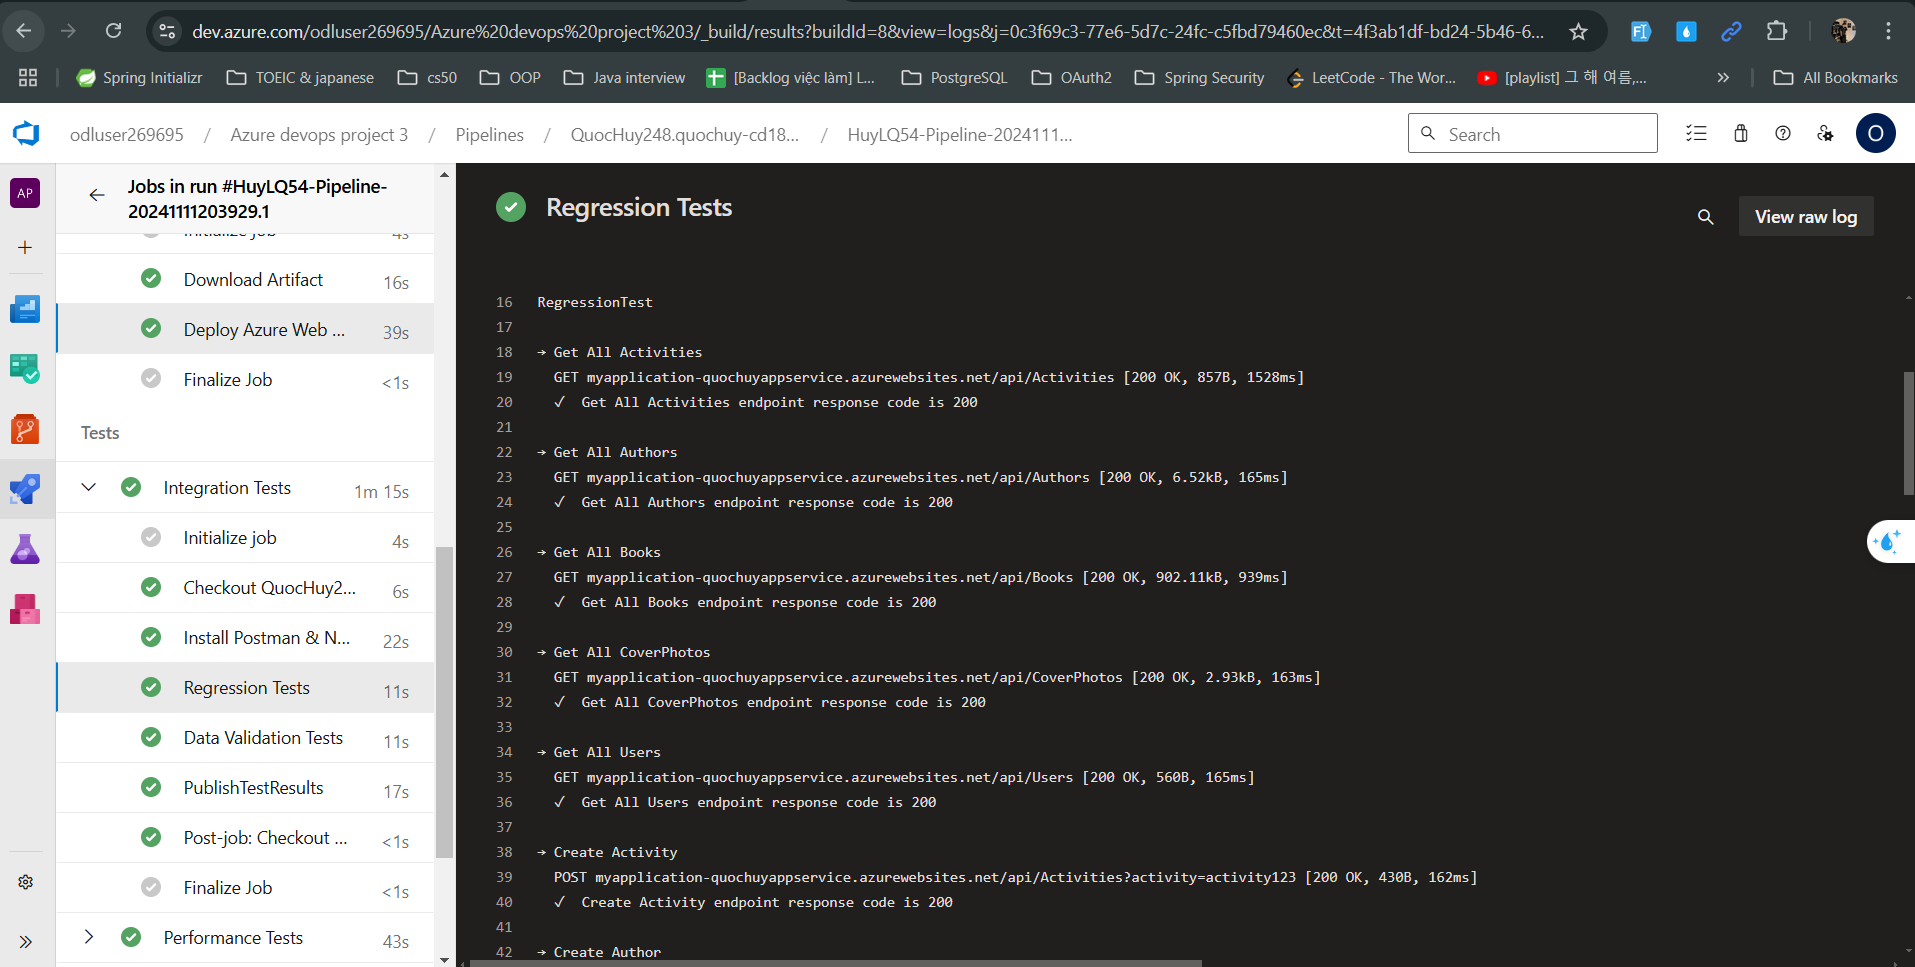 dev.azure.com/odluser269695/Azure%20devops%20project%203/_build/results?buildId=8&view=logs&j=0c3f69c3-77e6-5d7c-24fc-c5fbd79460ec&t=4f3ab1df-bd24-5b46-6...
Spring Initializr
TOEIC & japanese
cs50
OOP
Java interview
[Backlog việc làm] L...
PostgreSQL
OAuth2
Spring Security
LeetCode - The Wor...
[playlist] 그 해 여름,...
All Bookmarks
odluser269695 / Azure devops project 3 / Pipelines / QuocHuy248.quochuy-cd18... / HuyLQ54-Pipeline-2024111...
Search
O
AP
Jobs in run #HuyLQ54-Pipeline-
20241111203929.1
Initialize job 4s
Download Artifact 16s
Deploy Azure Web ... 39s
Finalize Job <1s
Tests
Integration Tests 1m 15s
Initialize job 4s
Checkout QuocHuy2... 6s
Install Postman & N... 22s
Regression Tests 11s
Data Validation Tests 11s
PublishTestResults 17s
Post-job: Checkout ... <1s
Finalize Job <1s
Performance Tests 43s
Regression Tests
View raw log
16 RegressionTest
17
18 → Get All Activities
19 GET myapplication-quochuyappservice.azurewebsites.net/api/Activities [200 OK, 857B, 1528ms]
20 ✓ Get All Activities endpoint response code is 200
21
22 → Get All Authors
23 GET myapplication-quochuyappservice.azurewebsites.net/api/Authors [200 OK, 6.52kB, 165ms]
24 ✓ Get All Authors endpoint response code is 200
25
26 → Get All Books
27 GET myapplication-quochuyappservice.azurewebsites.net/api/Books [200 OK, 902.11kB, 939ms]
28 ✓ Get All Books endpoint response code is 200
29
30 → Get All CoverPhotos
31 GET myapplication-quochuyappservice.azurewebsites.net/api/CoverPhotos [200 OK, 2.93kB, 163ms]
32 ✓ Get All CoverPhotos endpoint response code is 200
33
34 → Get All Users
35 GET myapplication-quochuyappservice.azurewebsites.net/api/Users [200 OK, 560B, 165ms]
36 ✓ Get All Users endpoint response code is 200
37
38 → Create Activity
39 POST myapplication-quochuyappservice.azurewebsites.net/api/Activities?activity=activity123 [200 OK, 430B, 162ms]
40 ✓ Create Activity endpoint response code is 200
41
42 → Create Author